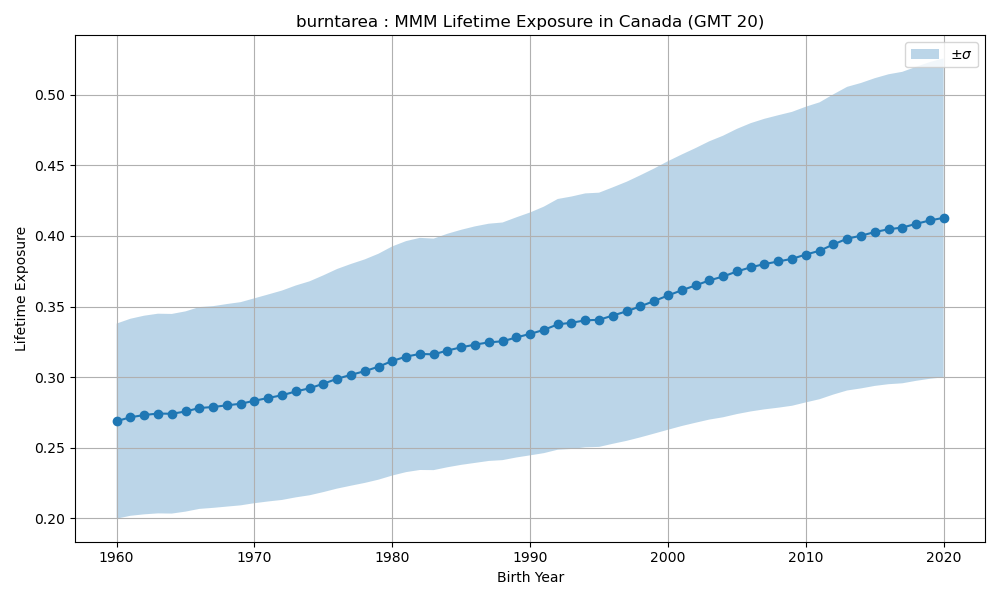 burntarea : MMM Lifetime Exposure in Canada (GMT 20)
±σ
Lifetime Exposure
0.50
0.45
0.40
0.35
0.30
0.25
0.20
1960 1970 1980 1990 2000 2010 2020
Birth Year